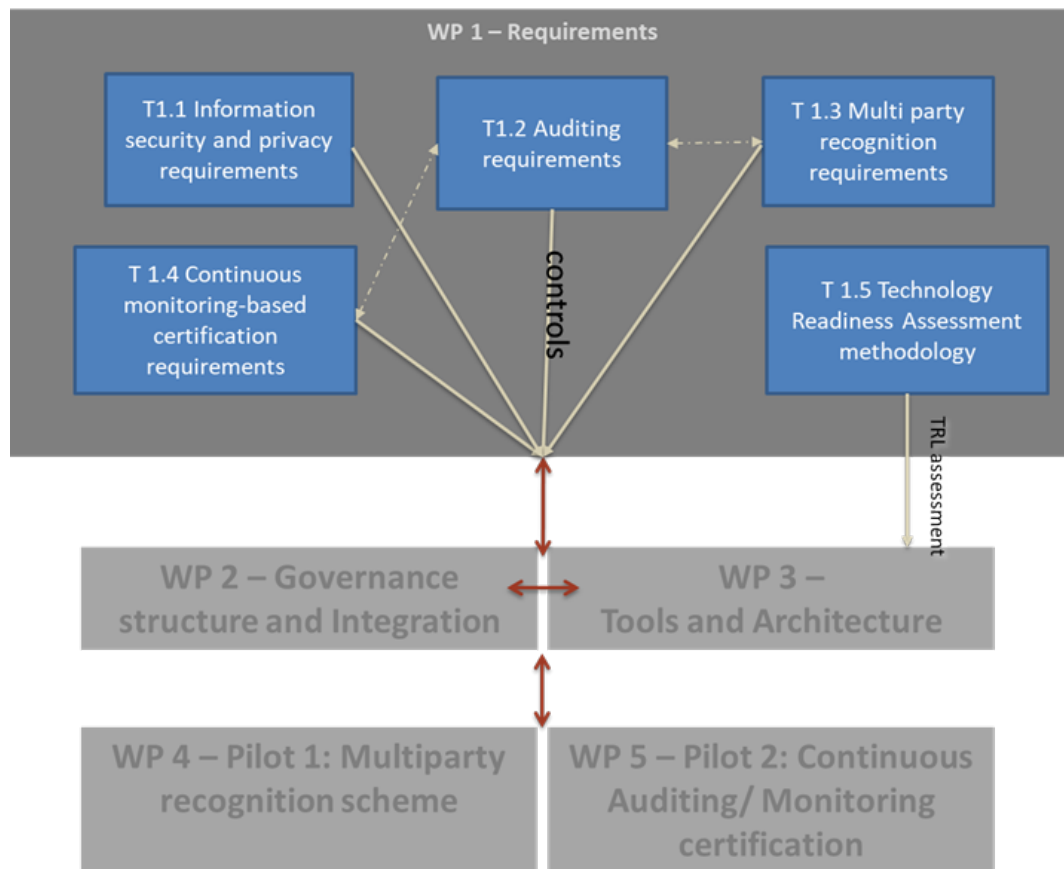 WP 1 – Requirements
T1.1 Information
security and privacy
requirements
T1.2 Auditing
requirements
T 1.3 Multi party
recognition
requirements
T 1.4 Continuous
monitoring-based
certification
requirements
controls
T 1.5 Technology
Readiness Assessment
methodology
TRL assessment
WP 2 – Governance
structure and Integration
WP 3 –
Tools and Architecture
WP 4 – Pilot 1: Multiparty
recognition scheme
WP 5 – Pilot 2: Continuous
Auditing/ Monitoring
certification